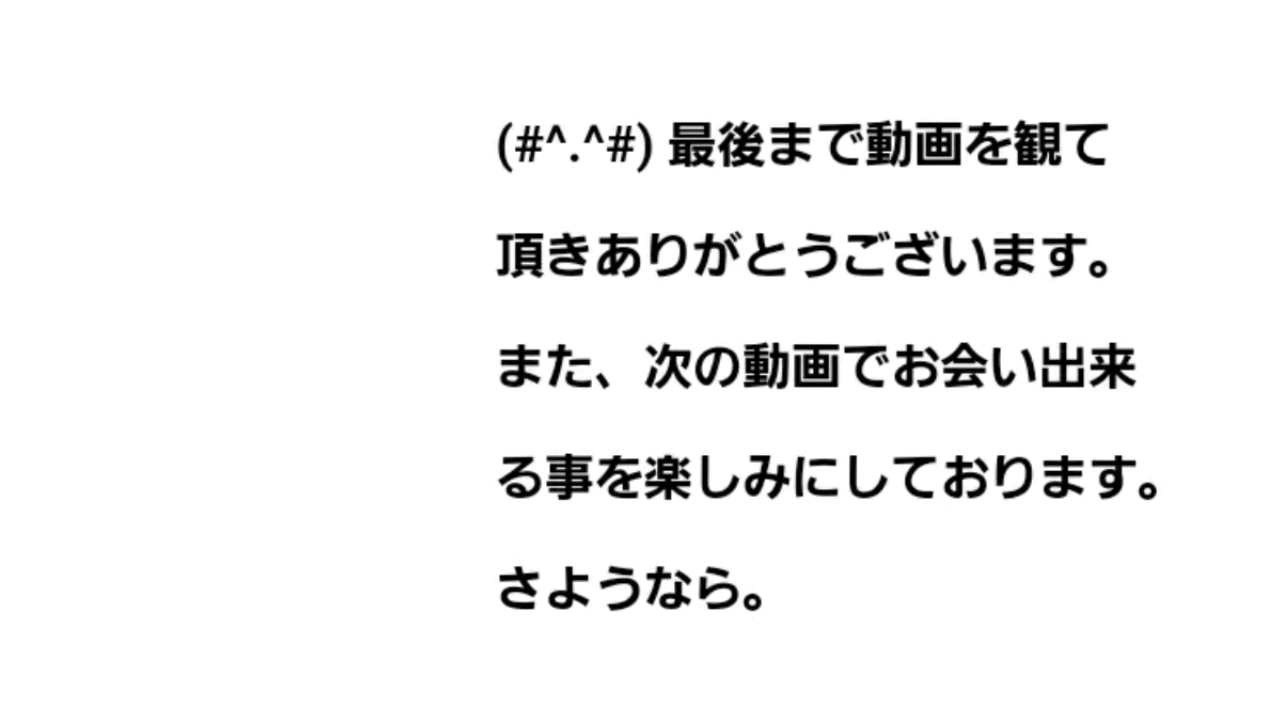 (#^.^#) 最後まで動画を観て
頂きありがとうございます。
また、次の動画でお会い出来
る事を楽しみにしております。
さようなら。